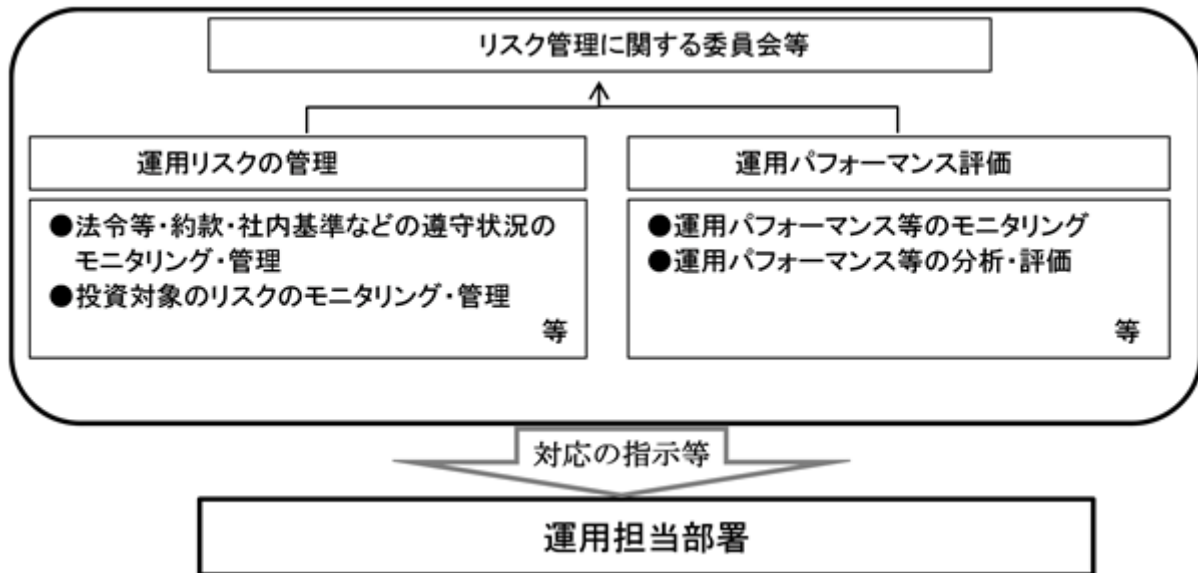 リスク管理に関する委員会等
運用リスクの管理
運用パフォーマンス評価
●法令等・約款・社内基準などの遵守状況の
モニタリング・管理
●投資対象のリスクのモニタリング・管理
等
●運用パフォーマンス等のモニタリング
●運用パフォーマンス等の分析・評価
等
対応の指示等
運用担当部署